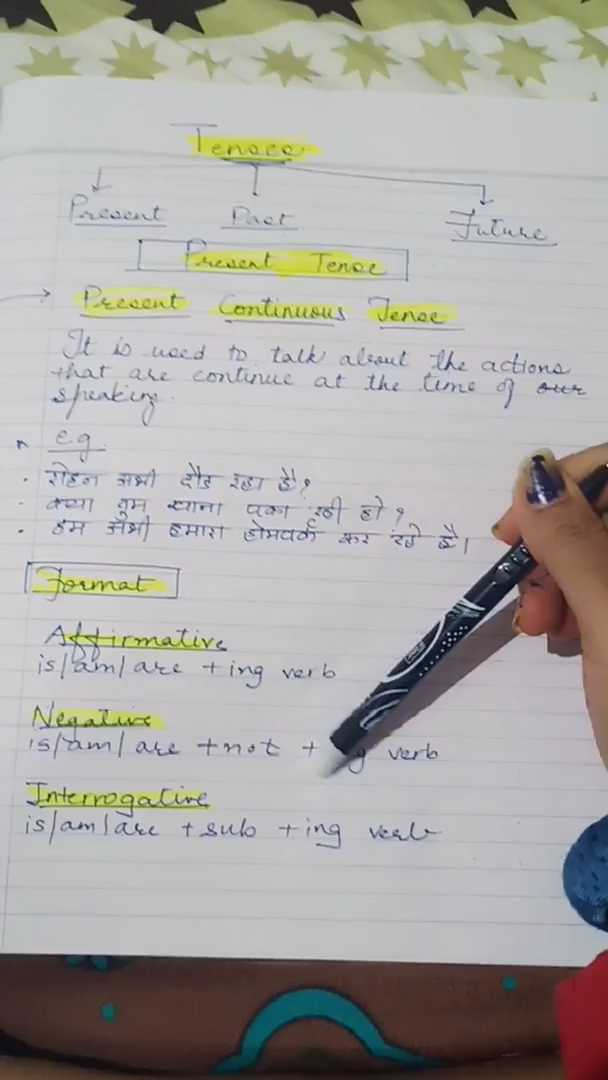 Tenses
Present Past Future
Present Tense
Present Continuous Tense
It is used to talk about the actions
that are continue at the time of our
speaking.
e.g.
रोहन अभी दौड रहा है?
क्या तुम खाना पका रही हो?
हम अभी हमारा होमवर्क कर रहे है।
Format
Affirmative
is/am/are +ing verb
Negative
is/am/are +not + verb
Interrogative
is/am/are +sub +ing verb